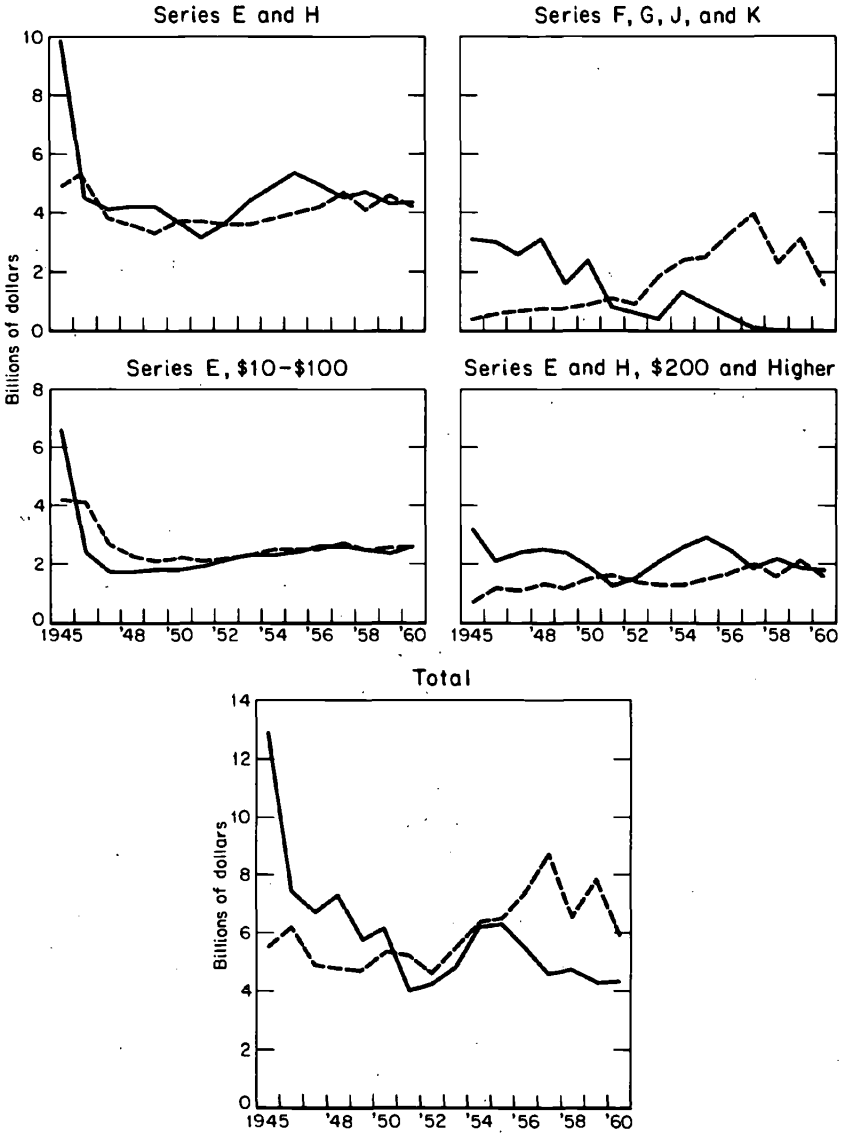 Series E and H
Series F, G, J, and K
10
8
6
4
2
0
Billions of dollars
Series E, $10–$100
Series E and H, $200 and Higher
8
6
4
2
0
1945 '48 '50 '52 '54 '56 '58 '60
1945 '48 '50 '52 '54 '56 '58 '60
Total
14
12
10
8
6
4
2
0
Billions of dollars
1945 '48 '50 '52 '54 '56 '58 '60